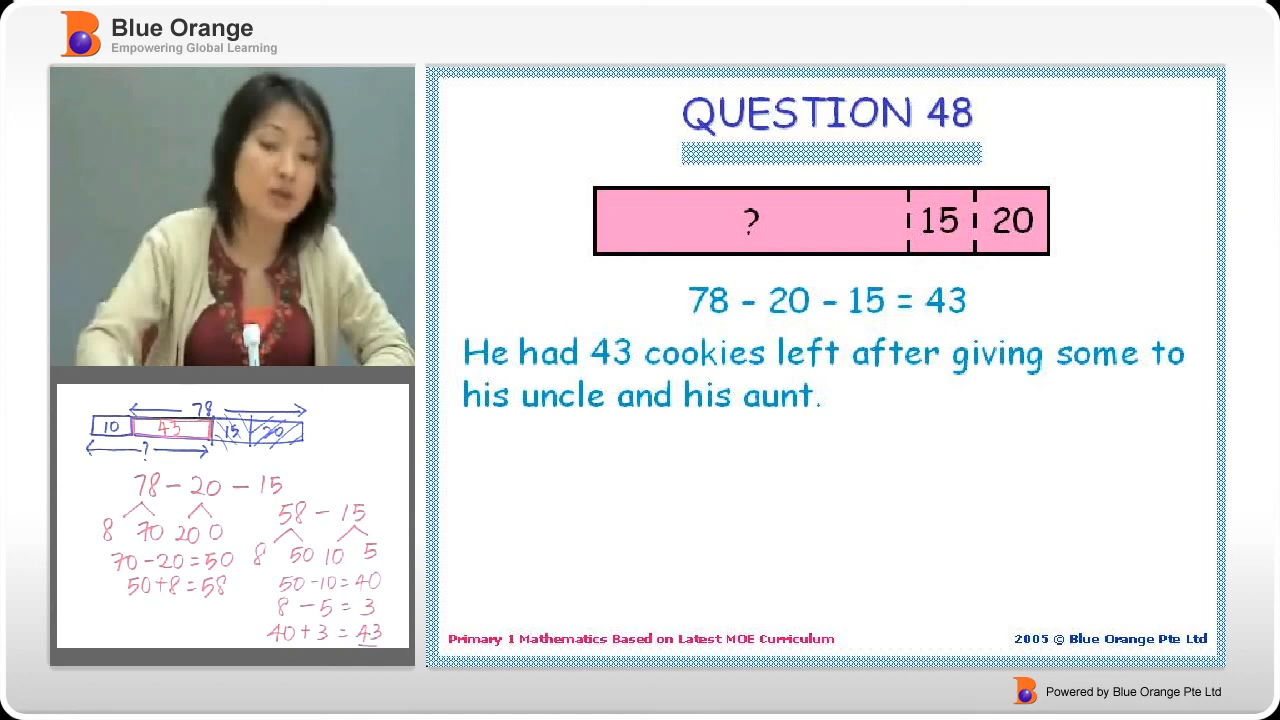 Blue Orange
Empowering Global Learning
QUESTION 48
? 15 20
78 - 20 - 15 = 43
He had 43 cookies left after giving some to
his uncle and his aunt.
Primary 1 Mathematics Based on Latest MOE Curriculum
2005 © Blue Orange Pte Ltd
78
10 43 15 20
?
78 - 20 - 15
8 70 20 0
70 - 20 = 50
50 + 8 = 58
58 - 15
8 50 10 5
50 - 10 = 40
8 - 5 = 3
40 + 3 = 43
Powered by Blue Orange Pte Ltd